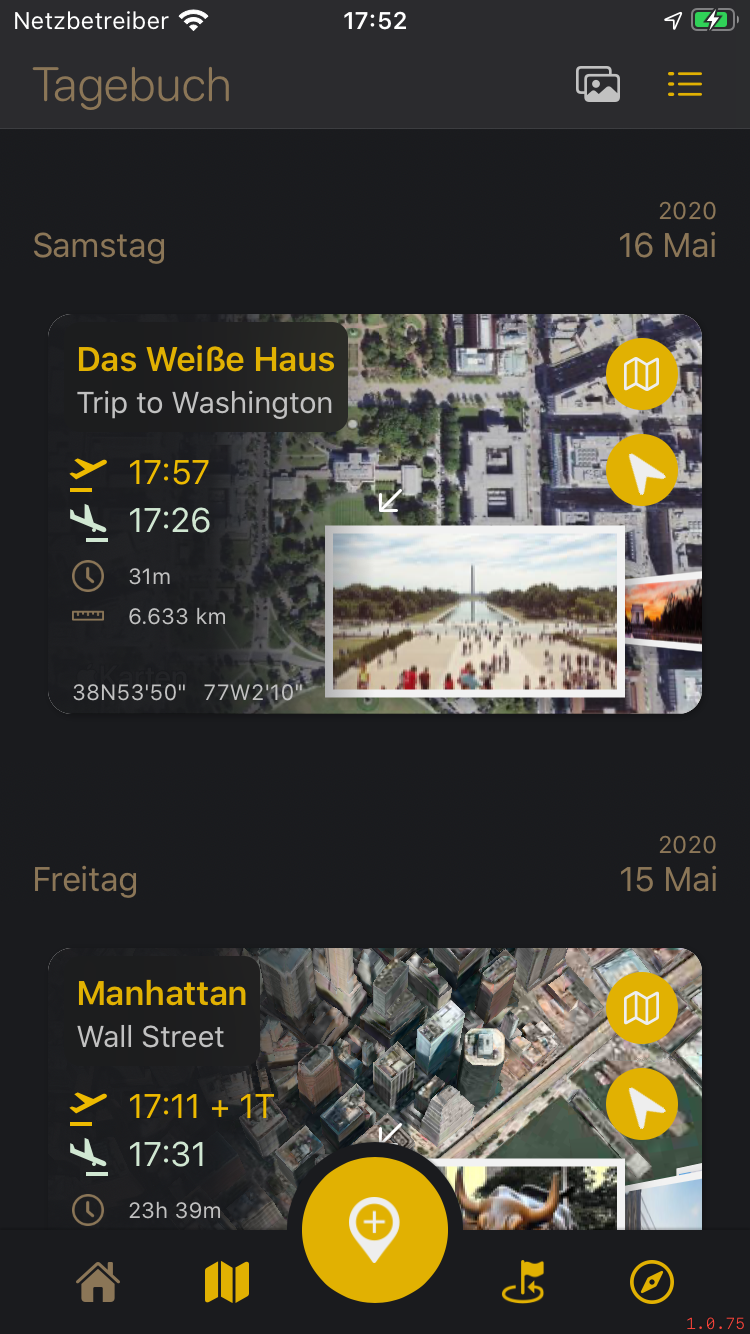 Netzbetreiber 17:52
Tagebuch
2020
Samstag 16 Mai
Das Weiße Haus
Trip to Washington
17:57
17:26
31m
6.633 km
38N53'50" 77W2'10"
2020
Freitag 15 Mai
Manhattan
Wall Street
17:11 + 1T
17:31
23h 39m
1.0.75